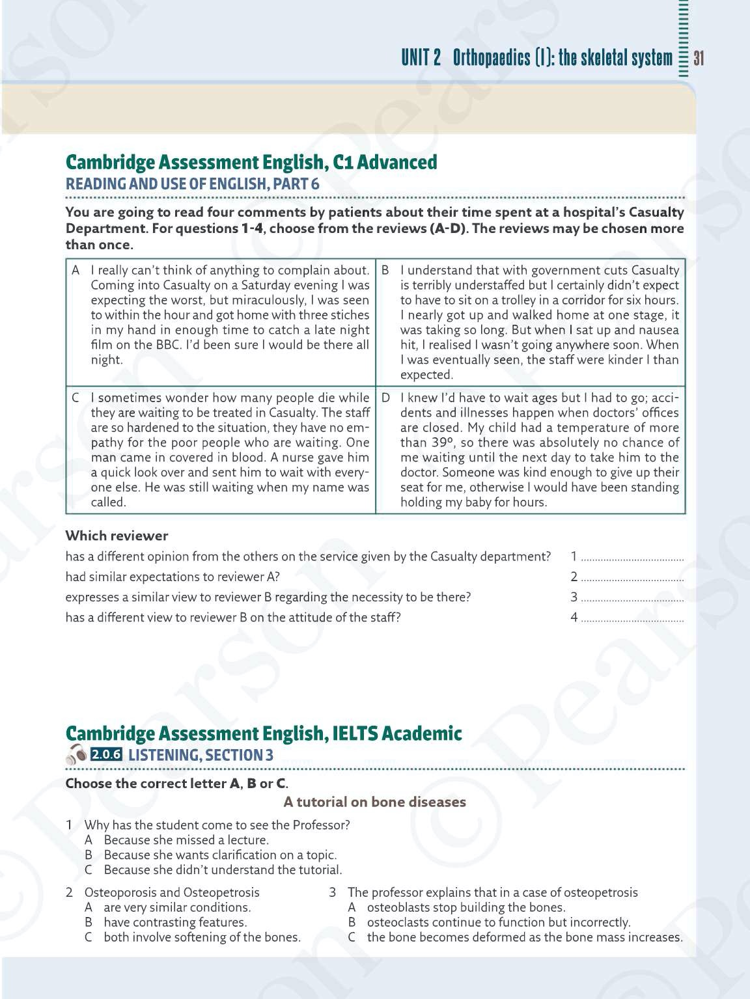 UNIT 2 Orthopaedics (I): the skeletal system 31
Cambridge Assessment English, C1 Advanced
READING AND USE OF ENGLISH, PART 6
You are going to read four comments by patients about their time spent at a hospital's Casualty
Department. For questions 1-4, choose from the reviews (A-D). The reviews may be chosen more
than once.
A I really can't think of anything to complain about.
Coming into Casualty on a Saturday evening I was
expecting the worst, but miraculously, I was seen
to within the hour and got home with three stiches
in my hand in enough time to catch a late night
film on the BBC. I'd been sure I would be there all
night.
B I understand that with government cuts Casualty
is terribly understaffed but I certainly didn't expect
to have to sit on a trolley in a corridor for six hours.
I nearly got up and walked home at one stage, it
was taking so long. But when I sat up and nausea
hit, I realised I wasn't going anywhere soon. When
I was eventually seen, the staff were kinder I than
expected.
C I sometimes wonder how many people die while
they are waiting to be treated in Casualty. The staff
are so hardened to the situation, they have no em-
pathy for the poor people who are waiting. One
man came in covered in blood. A nurse gave him
a quick look over and sent him to wait with every-
one else. He was still waiting when my name was
called.
D I knew I'd have to wait ages but I had to go; acci-
dents and illnesses happen when doctors' offices
are closed. My child had a temperature of more
than 39º, so there was absolutely no chance of
me waiting until the next day to take him to the
doctor. Someone was kind enough to give up their
seat for me, otherwise I would have been standing
holding my baby for hours.
Which reviewer
has a different opinion from the others on the service given by the Casualty department? 1 ....................................
had similar expectations to reviewer A? 2 ....................................
expresses a similar view to reviewer B regarding the necessity to be there? 3 ....................................
has a different view to reviewer B on the attitude of the staff? 4 ....................................
Cambridge Assessment English, IELTS Academic
2.0.6 LISTENING, SECTION 3
Choose the correct letter A, B or C.
A tutorial on bone diseases
1 Why has the student come to see the Professor?
A Because she missed a lecture.
B Because she wants clarification on a topic.
C Because she didn't understand the tutorial.
2 Osteoporosis and Osteopetrosis
A are very similar conditions.
B have contrasting features.
C both involve softening of the bones.
3 The professor explains that in a case of osteopetrosis
A osteoblasts stop building the bones.
B osteoclasts continue to function but incorrectly.
C the bone becomes deformed as the bone mass increases.
© Pearson